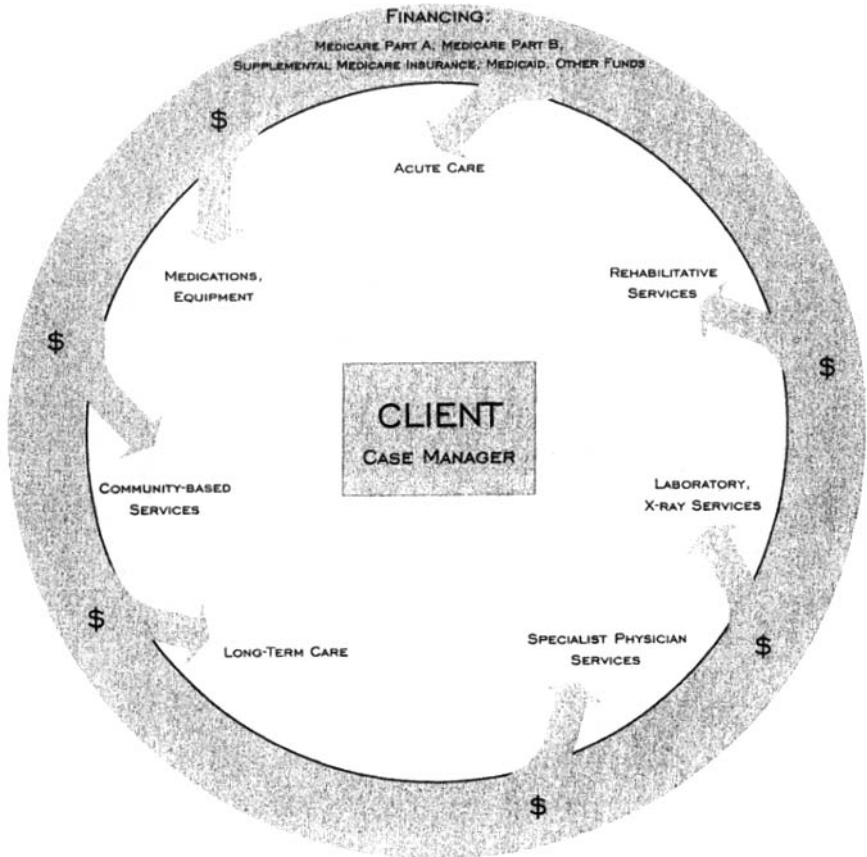 FINANCING:
MEDICARE PART A, MEDICARE PART B,
SUPPLEMENTAL MEDICARE INSURANCE, MEDICAID, OTHER FUNDS
$
ACUTE CARE
MEDICATIONS,
EQUIPMENT
REHABILITATIVE
SERVICES
$
$
CLIENT
CASE MANAGER
COMMUNITY-BASED
SERVICES
LABORATORY,
X-RAY SERVICES
$
LONG-TERM CARE
SPECIALIST PHYSICIAN
SERVICES
$
$